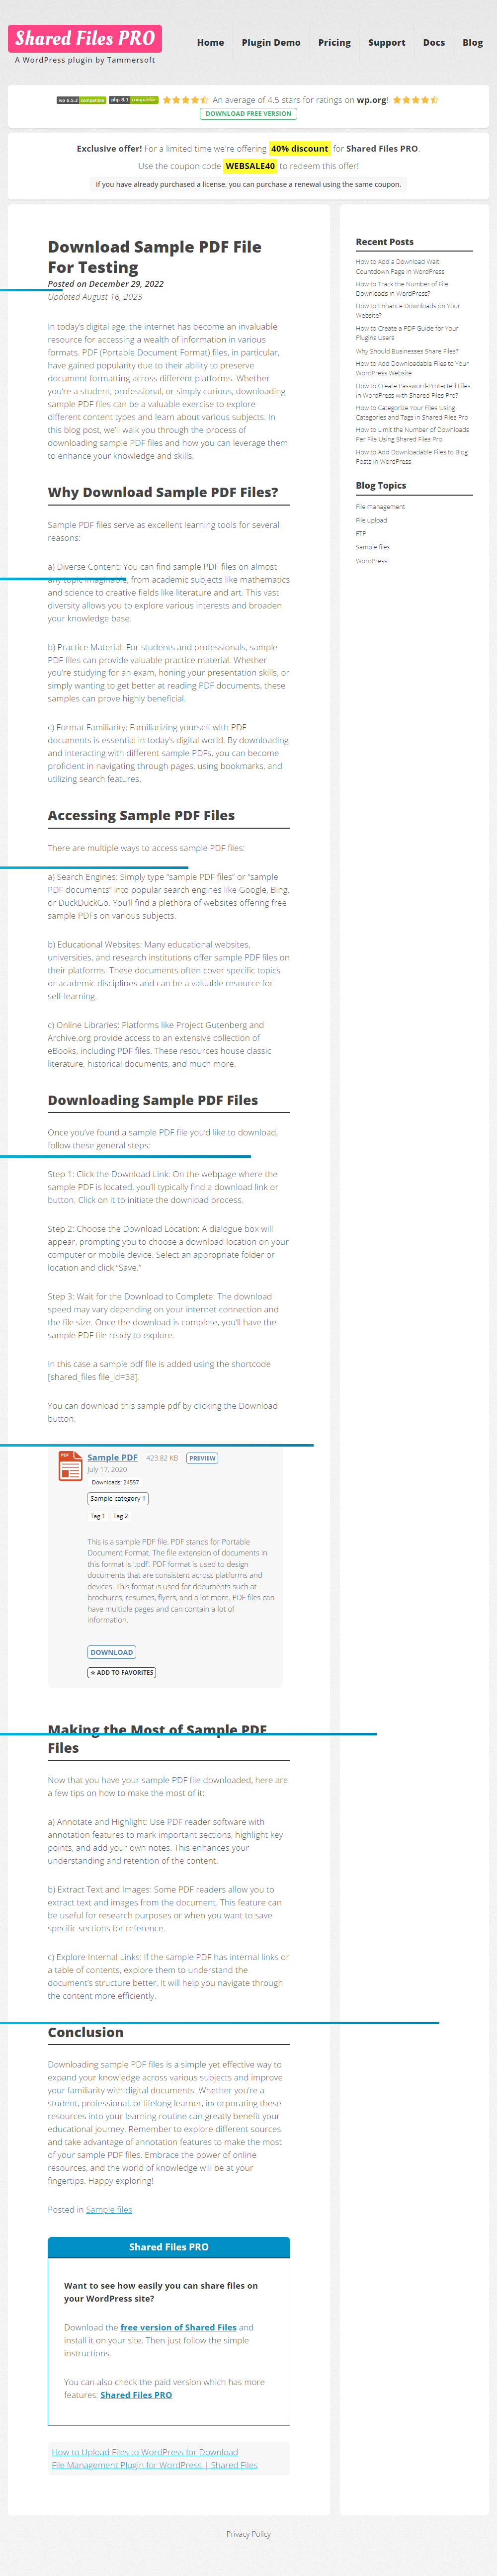 Shared Files PRO
A WordPress plugin by Tammersoft
Home
Plugin Demo
Pricing
Support
Docs
Blog
wp 6.5.2 compatible php 8.1 compatible An average of 4.5 stars for ratings on wp.org!
DOWNLOAD FREE VERSION
Exclusive offer! For a limited time we're offering 40% discount for Shared Files PRO.
Use the coupon code WEBSALE40 to redeem this offer!
If you have already purchased a license, you can purchase a renewal using the same coupon.
Download Sample PDF File
For Testing
Posted on December 29, 2022
Updated August 16, 2023
In today's digital age, the internet has become an invaluable
resource for accessing a wealth of information in various
formats. PDF (Portable Document Format) files, in particular,
have gained popularity due to their ability to preserve
document formatting across different platforms. Whether
you're a student, professional, or simply curious, downloading
sample PDF files can be a valuable exercise to explore
different content types and learn about various subjects. In
this blog post, we'll walk you through the process of
downloading sample PDF files and how you can leverage them
to enhance your knowledge and skills.
Why Download Sample PDF Files?
Sample PDF files serve as excellent learning tools for several
reasons:
a) Diverse Content: You can find sample PDF files on almost
any topic imaginable, from academic subjects like mathematics
and science to creative fields like literature and art. This vast
diversity allows you to explore various interests and broaden
your knowledge base.
b) Practice Material: For students and professionals, sample
PDF files can provide valuable practice material. Whether
you're studying for an exam, honing your presentation skills, or
simply wanting to get better at reading PDF documents, these
samples can prove highly beneficial.
c) Format Familiarity: Familiarizing yourself with PDF
documents is essential in today's digital world. By downloading
and interacting with different sample PDFs, you can become
proficient in navigating through pages, using bookmarks, and
utilizing search features.
Accessing Sample PDF Files
There are multiple ways to access sample PDF files:
a) Search Engines: Simply type "sample PDF files" or "sample
PDF documents" into popular search engines like Google, Bing,
or DuckDuckGo. You'll find a plethora of websites offering free
sample PDFs on various subjects.
b) Educational Websites: Many educational websites,
universities, and research institutions offer sample PDF files on
their platforms. These documents often cover specific topics
or academic disciplines and can be a valuable resource for
self-learning.
c) Online Libraries: Platforms like Project Gutenberg and
Archive.org provide access to an extensive collection of
eBooks, including PDF files. These resources house classic
literature, historical documents, and much more.
Downloading Sample PDF Files
Once you've found a sample PDF file you'd like to download,
follow these general steps:
Step 1: Click the Download Link: On the webpage where the
sample PDF is located, you'll typically find a download link or
button. Click on it to initiate the download process.
Step 2: Choose the Download Location: A dialogue box will
appear, prompting you to choose a download location on your
computer or mobile device. Select an appropriate folder or
location and click "Save."
Step 3: Wait for the Download to Complete: The download
speed may vary depending on your internet connection and
the file size. Once the download is complete, you'll have the
sample PDF file ready to explore.
In this case a sample pdf file is added using the shortcode
[shared_files file_id=38].
You can download this sample pdf by clicking the Download
button.
PDF
Sample PDF 423.82 KB PREVIEW
July 17, 2020
Downloads: 24557
Sample category 1
Tag 1 Tag 2
This is a sample PDF file. PDF stands for Portable
Document Format. The file extension of documents in
this format is '.pdf'. PDF format is used to design
documents that are consistent across platforms and
devices. This format is used for documents such at
brochures, resumes, flyers, and a lot more. PDF files can
have multiple pages and can contain a lot of
information.
DOWNLOAD
☆ ADD TO FAVORITES
Making the Most of Sample PDF
Files
Now that you have your sample PDF file downloaded, here are
a few tips on how to make the most of it:
a) Annotate and Highlight: Use PDF reader software with
annotation features to mark important sections, highlight key
points, and add your own notes. This enhances your
understanding and retention of the content.
b) Extract Text and Images: Some PDF readers allow you to
extract text and images from the document. This feature can
be useful for research purposes or when you want to save
specific sections for reference.
c) Explore Internal Links: If the sample PDF has internal links or
a table of contents, explore them to understand the
document's structure better. It will help you navigate through
the content more efficiently.
Conclusion
Downloading sample PDF files is a simple yet effective way to
expand your knowledge across various subjects and improve
your familiarity with digital documents. Whether you're a
student, professional, or lifelong learner, incorporating these
resources into your learning routine can greatly benefit your
educational journey. Remember to explore different sources
and take advantage of annotation features to make the most
of your sample PDF files. Embrace the power of online
resources, and the world of knowledge will be at your
fingertips. Happy exploring!
Posted in Sample files
Shared Files PRO
Want to see how easily you can share files on
your WordPress site?
Download the free version of Shared Files and
install it on your site. Then just follow the simple
instructions.
You can also check the paid version which has more
features: Shared Files PRO
How to Upload Files to WordPress for Download
File Management Plugin for WordPress | Shared Files
Recent Posts
How to Add a Download Wait
Countdown Page in WordPress
How to Track the Number of File
Downloads in WordPress?
How to Enhance Downloads on Your
Website?
How to Create a PDF Guide for Your
Plugins Users
Why Should Businesses Share Files?
How to Add Downloadable Files to Your
WordPress Website
How to Create Password-Protected Files
in WordPress with Shared Files Pro?
How to Categorize Your Files Using
Categories and Tags in Shared Files Pro
How to Limit the Number of Downloads
Per File Using Shared Files Pro
How to Add Downloadable Files to Blog
Posts in WordPress
Blog Topics
File management
File upload
FTP
Sample files
WordPress
Privacy Policy